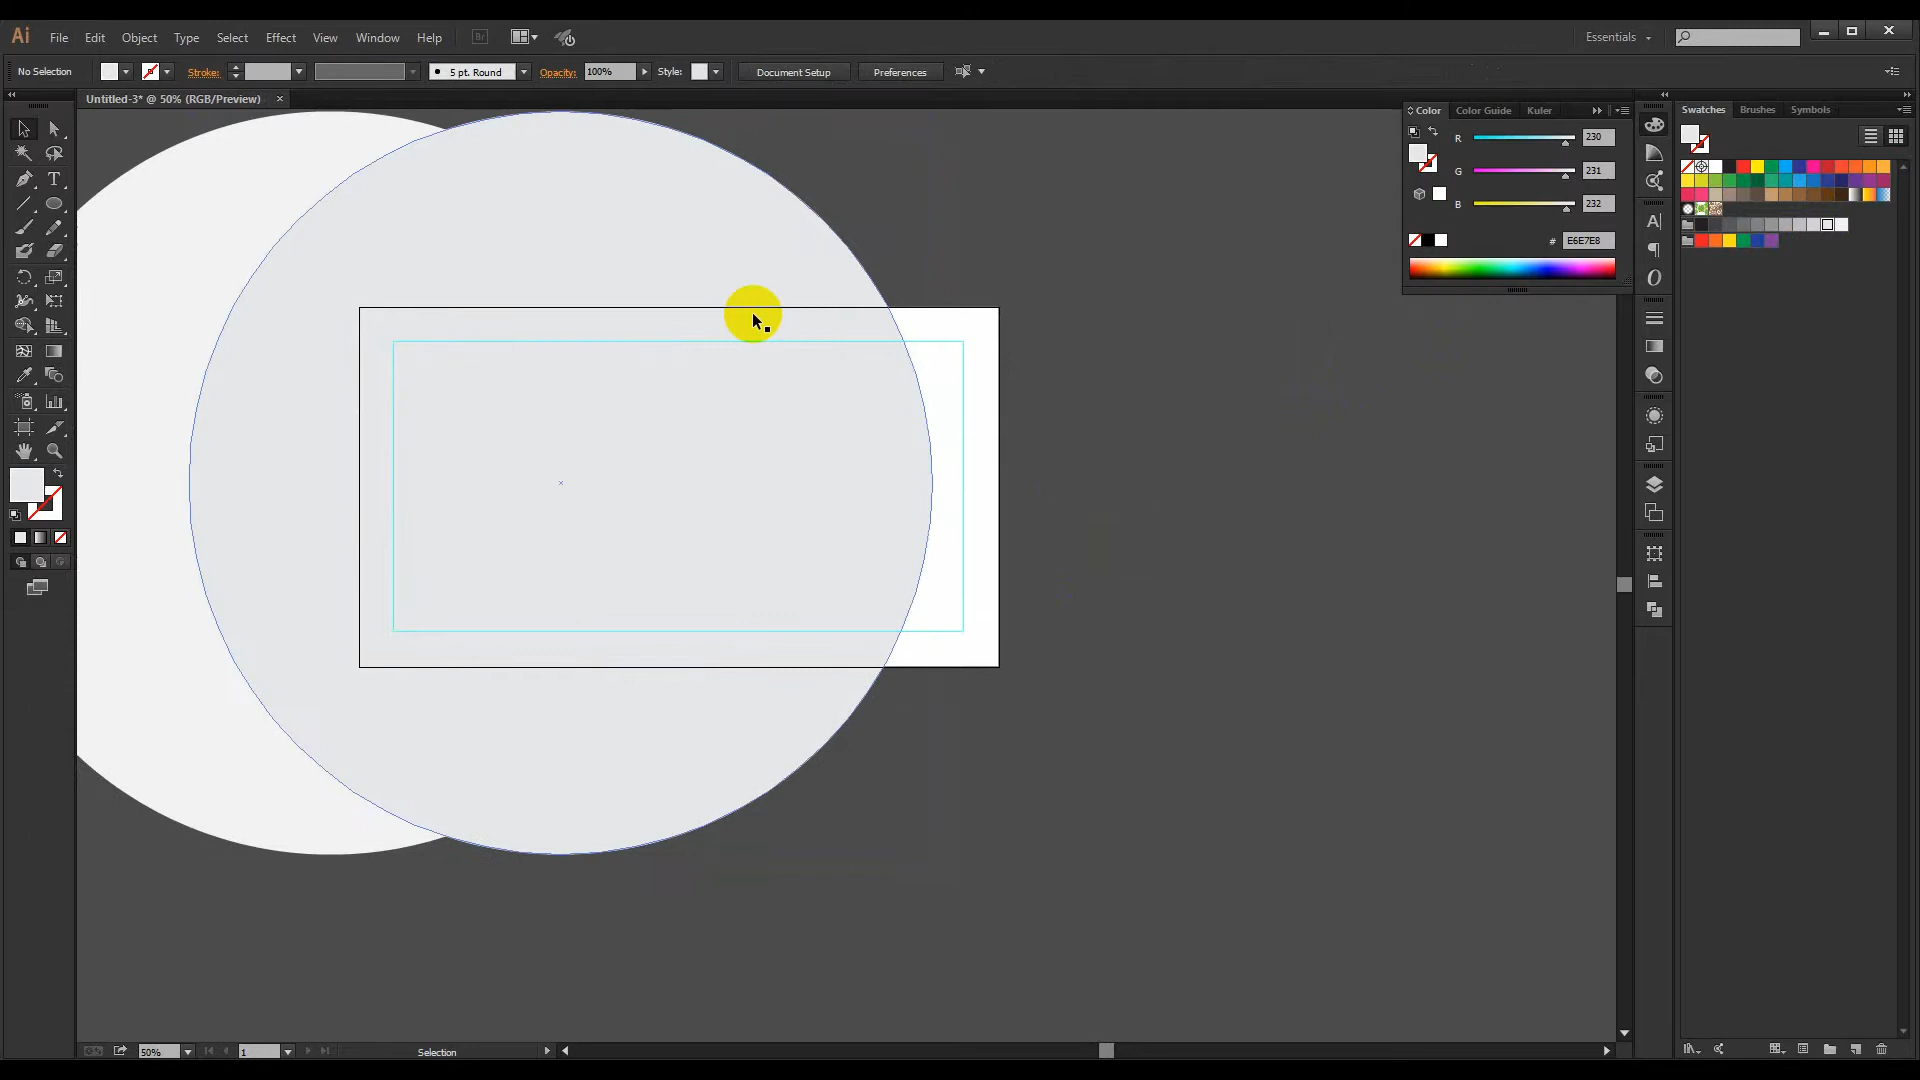 Ai File Edit Object Type Select Effect View Window Help Br Essentials
No Selection Stroke: 5 pt. Round Opacity: 100% Style: Document Setup Preferences
Untitled-3* @ 50% (RGB/Preview) ×
Color Color Guide Kuler
Swatches Brushes Symbols
R 230
G 231
B 232
# E6E7E8
50% 1 Selection